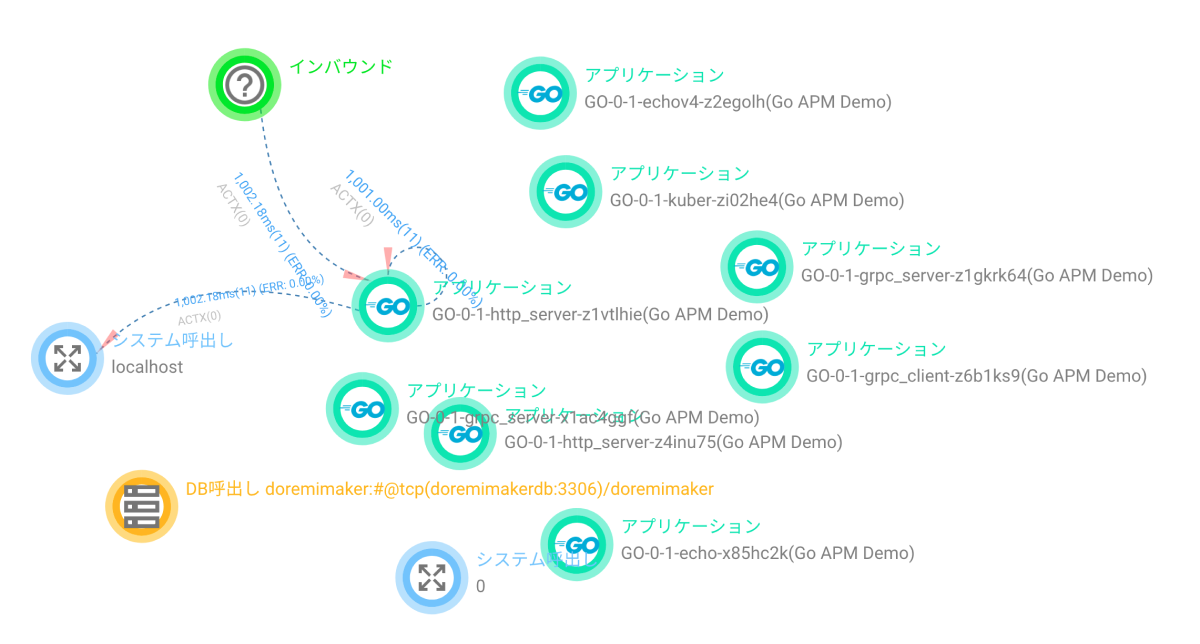 インバウンド
アプリケーション
GO-0-1-echov4-z2egolh(Go APM Demo)
アプリケーション
GO-0-1-kuber-zi02he4(Go APM Demo)
1,002.18ms(11) (ERR: 0.00%)
ACTX(0)
1,001.00ms(11) (ERR: 0.00%)
ACTX(0)
アプリケーション
GO-0-1-grpc_server-z1gkrk64(Go APM Demo)
1,002.18ms(11) (ERR: 0.00%)
ACTX(0)
アプリケーション
GO-0-1-http_server-z1vtlhie(Go APM Demo)
システム呼出し
localhost
アプリケーション
GO-0-1-grpc_client-z6b1ks9(Go APM Demo)
アプリケーション
GO-0-1-grpc_server-x1ac4ggf(Go APM Demo)
アプリケーション
GO-0-1-http_server-z4inu75(Go APM Demo)
DB呼出し doremimaker:#@tcp(doremimakerdb:3306)/doremimaker
アプリケーション
GO-0-1-echo-x85hc2k(Go APM Demo)
システム呼出し
0
GO
GO
GO
GO
GO
GO
GO
GO